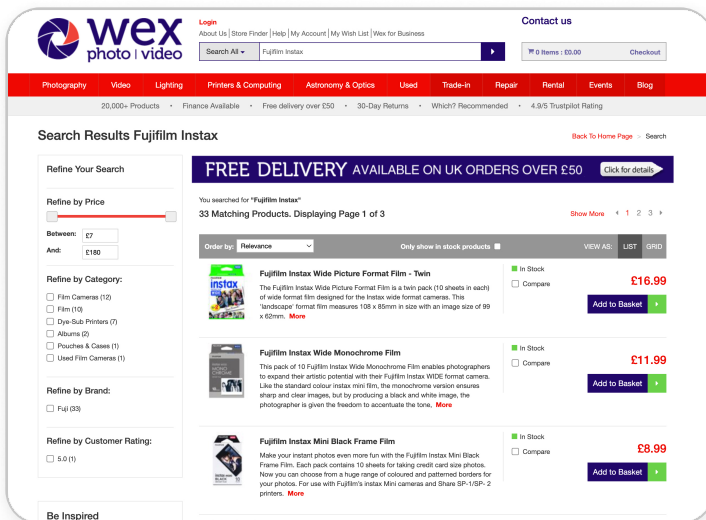 wex
photo | video
Login
About Us | Store Finder | Help | My Account | My Wish List | Wex for Business
Search All
Fujifilm Instax
Contact us
0 Items : £0.00
Checkout
Photography Video Lighting Printers & Computing Astronomy & Optics Used Trade-in Repair Rental Events Blog
20,000+ Products • Finance Available • Free delivery over £50 • 30-Day Returns • Which? Recommended • 4.9/5 Trustpilot Rating
Search Results Fujifilm Instax
Back To Home Page > Search
Refine Your Search
Refine by Price
Between: £7
And: £180
Refine by Category:
Film Cameras (12)
Film (10)
Dye-Sub Printers (7)
Albums (2)
Pouches & Cases (1)
Used Film Cameras (1)
Refine by Brand:
Fuji (33)
Refine by Customer Rating:
5.0 (1)
Be Inspired
FREE DELIVERY AVAILABLE ON UK ORDERS OVER £50
Click for details
You searched for "Fujifilm Instax"
33 Matching Products. Displaying Page 1 of 3
Show More 1 2 3
Order by: Relevance
Only show in stock products
VIEW AS: LIST GRID
instax
Fujifilm Instax Wide Picture Format Film - Twin
The Fujifilm Instax Wide Picture Format Film is a twin pack (10 sheets in each)
of wide format film designed for the Instax wide format cameras. This
'landscape' format film measures 108 x 85mm in size with an image size of 99
x 62mm. More
In Stock
Compare
£16.99
Add to Basket
MONO
CHROME
Fujifilm Instax Wide Monochrome Film
This pack of 10 Fujifilm Instax Wide Monochrome Film enables photographers
to expand their artistic potential with their Fujifilm Instax WIDE format camera.
Like the standard colour instax mini film, the monochrome version ensures
sharp and clear images, but by producing a black and white image, the
photographer is given the freedom to accentuate the tone, More
In Stock
Compare
£11.99
Add to Basket
BLACK
10
Fujifilm Instax Mini Black Frame Film
Make your instant photos even more fun with the Fujifilm Instax Mini Black
Frame Film. Each pack contains 10 sheets for taking credit card size photos.
Now you can choose from a huge range of coloured and patterned borders for
your photos. For use with Fujifilm's instax Mini cameras and Share SP-1/SP- 2
printers. More
In Stock
Compare
£8.99
Add to Basket